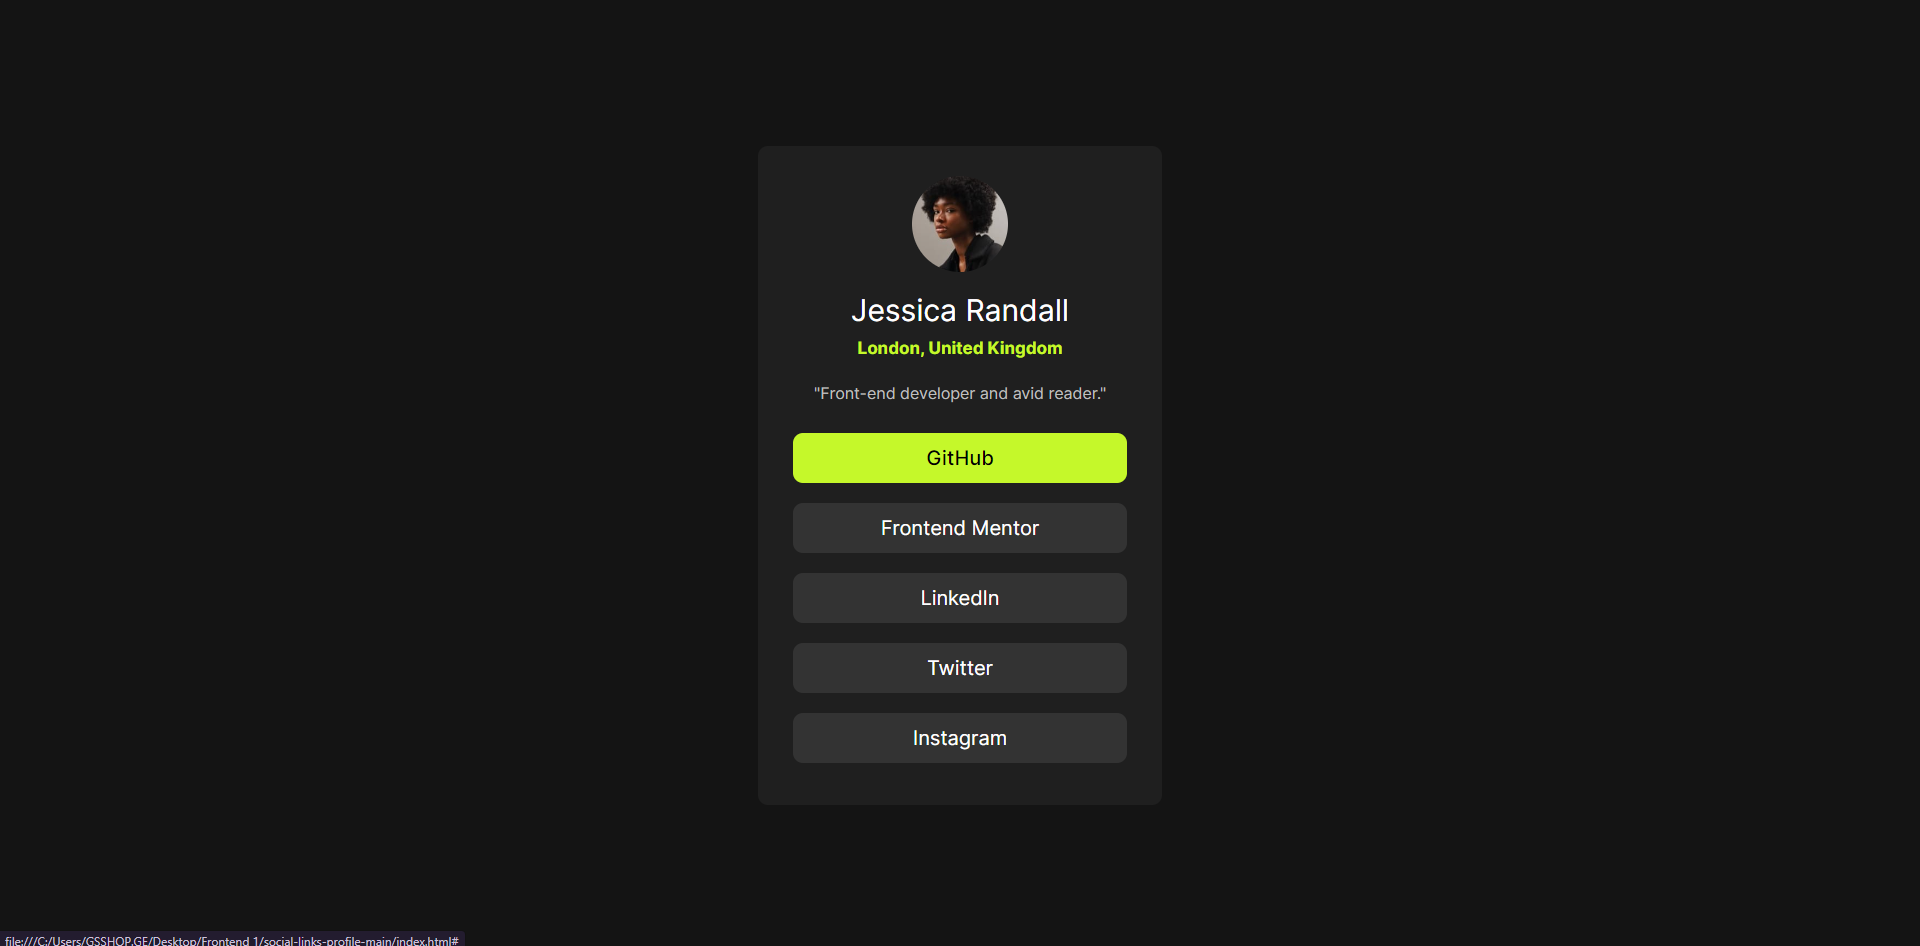 Jessica Randall
London, United Kingdom
"Front-end developer and avid reader."
GitHub
Frontend Mentor
LinkedIn
Twitter
Instagram
file:///C:/Users/GSSHOP.GE/Desktop/Frontend 1/social-links-profile-main/index.html#